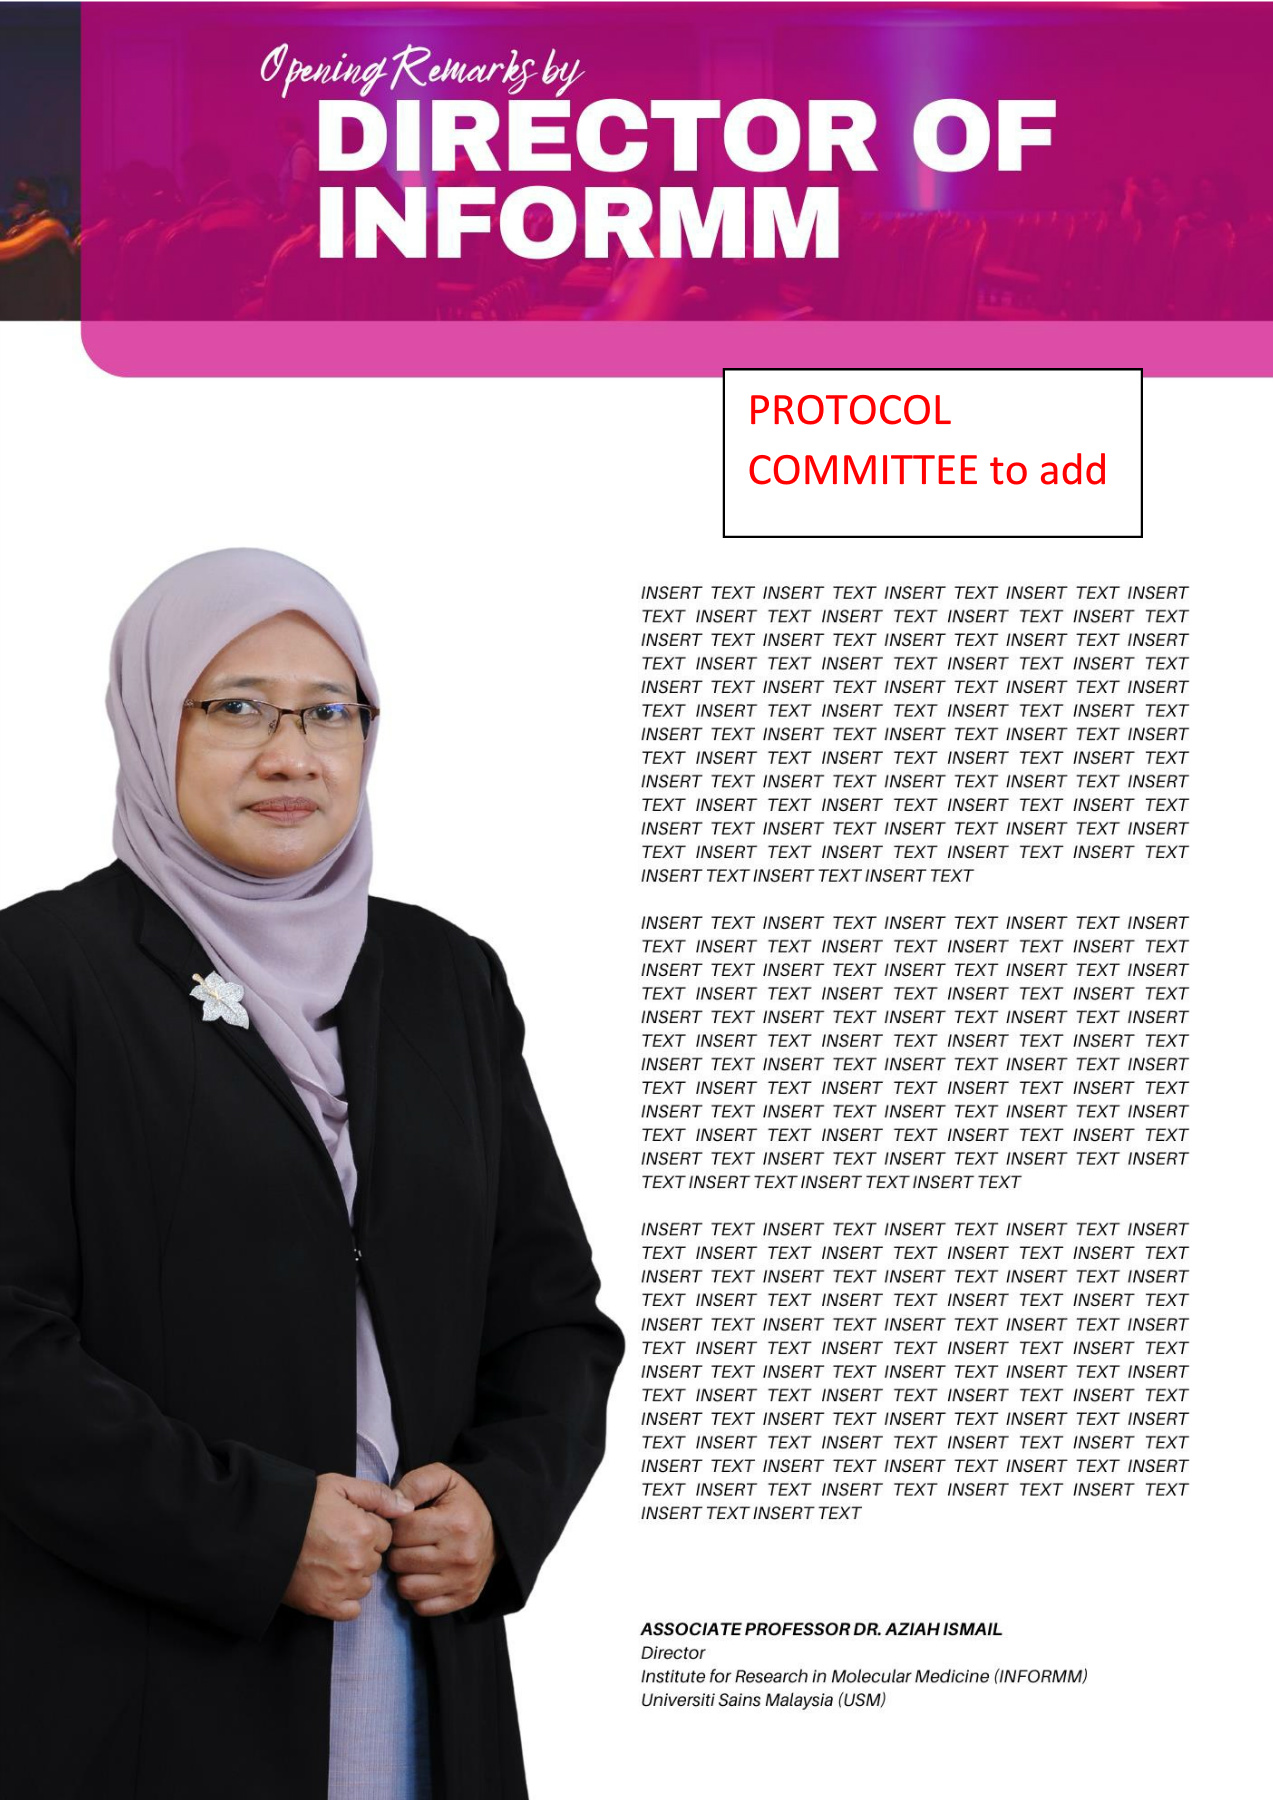 Opening Remarks by
DIRECTOR OF
INFORMM
PROTOCOL
COMMITTEE to add
INSERT TEXT INSERT TEXT INSERT TEXT INSERT TEXT INSERT
TEXT INSERT TEXT INSERT TEXT INSERT TEXT INSERT TEXT
INSERT TEXT INSERT TEXT INSERT TEXT INSERT TEXT INSERT
TEXT INSERT TEXT INSERT TEXT INSERT TEXT INSERT TEXT
INSERT TEXT INSERT TEXT INSERT TEXT INSERT TEXT INSERT
TEXT INSERT TEXT INSERT TEXT INSERT TEXT INSERT TEXT
INSERT TEXT INSERT TEXT INSERT TEXT INSERT TEXT INSERT
TEXT INSERT TEXT INSERT TEXT INSERT TEXT INSERT TEXT
INSERT TEXT INSERT TEXT INSERT TEXT INSERT TEXT INSERT
TEXT INSERT TEXT INSERT TEXT INSERT TEXT INSERT TEXT
INSERT TEXT INSERT TEXT INSERT TEXT INSERT TEXT INSERT
TEXT INSERT TEXT INSERT TEXT INSERT TEXT INSERT TEXT
INSERT TEXT INSERT TEXT INSERT TEXT
INSERT TEXT INSERT TEXT INSERT TEXT INSERT TEXT INSERT
TEXT INSERT TEXT INSERT TEXT INSERT TEXT INSERT TEXT
INSERT TEXT INSERT TEXT INSERT TEXT INSERT TEXT INSERT
TEXT INSERT TEXT INSERT TEXT INSERT TEXT INSERT TEXT
INSERT TEXT INSERT TEXT INSERT TEXT INSERT TEXT INSERT
TEXT INSERT TEXT INSERT TEXT INSERT TEXT INSERT TEXT
INSERT TEXT INSERT TEXT INSERT TEXT INSERT TEXT INSERT
TEXT INSERT TEXT INSERT TEXT INSERT TEXT INSERT TEXT
INSERT TEXT INSERT TEXT INSERT TEXT INSERT TEXT INSERT
TEXT INSERT TEXT INSERT TEXT INSERT TEXT INSERT TEXT
INSERT TEXT INSERT TEXT INSERT TEXT INSERT TEXT INSERT
TEXT INSERT TEXT INSERT TEXT INSERT TEXT
INSERT TEXT INSERT TEXT INSERT TEXT INSERT TEXT INSERT
TEXT INSERT TEXT INSERT TEXT INSERT TEXT INSERT TEXT
INSERT TEXT INSERT TEXT INSERT TEXT INSERT TEXT INSERT
TEXT INSERT TEXT INSERT TEXT INSERT TEXT INSERT TEXT
INSERT TEXT INSERT TEXT INSERT TEXT INSERT TEXT INSERT
TEXT INSERT TEXT INSERT TEXT INSERT TEXT INSERT TEXT
INSERT TEXT INSERT TEXT INSERT TEXT INSERT TEXT INSERT
TEXT INSERT TEXT INSERT TEXT INSERT TEXT INSERT TEXT
INSERT TEXT INSERT TEXT INSERT TEXT INSERT TEXT INSERT
TEXT INSERT TEXT INSERT TEXT INSERT TEXT INSERT TEXT
INSERT TEXT INSERT TEXT INSERT TEXT INSERT TEXT INSERT
TEXT INSERT TEXT INSERT TEXT INSERT TEXT INSERT TEXT
INSERT TEXT INSERT TEXT
ASSOCIATE PROFESSOR DR. AZIAH ISMAIL
Director
Institute for Research in Molecular Medicine (INFORMM)
Universiti Sains Malaysia (USM)